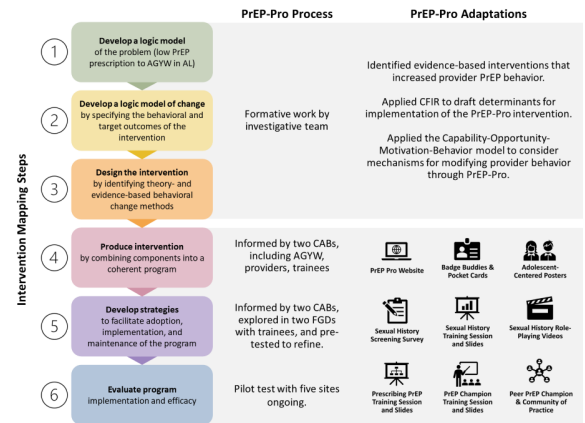 PrEP-Pro Process
PrEP-Pro Adaptations
Intervention Mapping Steps
1
Develop a logic model
of the problem (low PrEP
prescription to AGYW in AL)
2
Develop a logic model of change
by specifying the behavioral and
target outcomes of the
intervention
3
Design the intervention
by identifying theory- and
evidence-based behavioral
change methods
Formative work by
investigative team
Identified evidence-based interventions that
increased provider PrEP behavior.
Applied CFIR to draft determinants for
implementation of the PrEP-Pro intervention.
Applied the Capability-Opportunity-
Motivation-Behavior model to consider
mechanisms for modifying provider behavior
through PrEP-Pro.
4
Produce intervention
by combining components into a
coherent program
Informed by two CABs,
including AGYW,
providers, trainees
PrEP Pro Website
Badge Buddies &
Pocket Cards
Adolescent-
Centered Posters
5
Develop strategies
to facilitate adoption,
implementation, and
maintenance of the program
Informed by two CABs,
explored in two FGDs
with trainees, and pre-
tested to refine.
Sexual History
Screening Survey
Sexual History
Training Session
and Slides
Sexual History Role-
Playing Videos
6
Evaluate program
implementation and efficacy
Pilot test with five sites
ongoing.
Prescribing PrEP
Training Session
and Slides
PrEP Champion
Training Session
and Slides
Peer PrEP Champion
& Community of
Practice